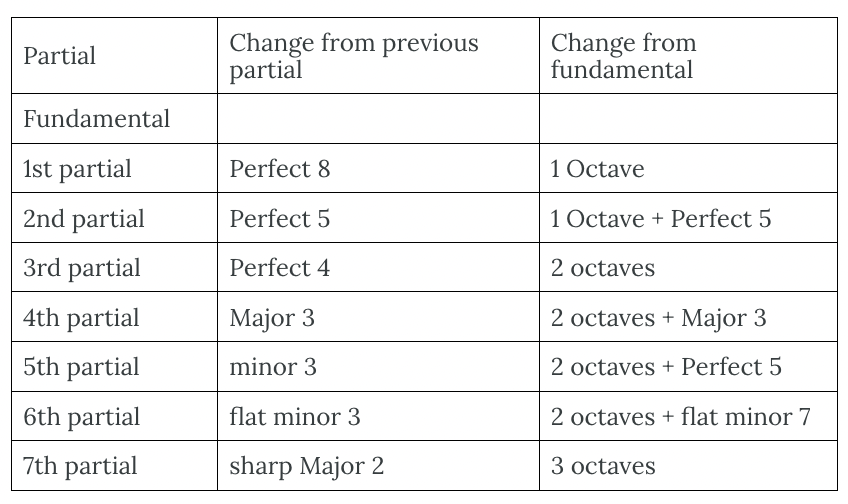 Partial
Change from previous
partial
Change from
fundamental
Fundamental
1st partial
Perfect 8
1 Octave
2nd partial
Perfect 5
1 Octave + Perfect 5
3rd partial
Perfect 4
2 octaves
4th partial
Major 3
2 octaves + Major 3
5th partial
minor 3
2 octaves + Perfect 5
6th partial
flat minor 3
2 octaves + flat minor 7
7th partial
sharp Major 2
3 octaves